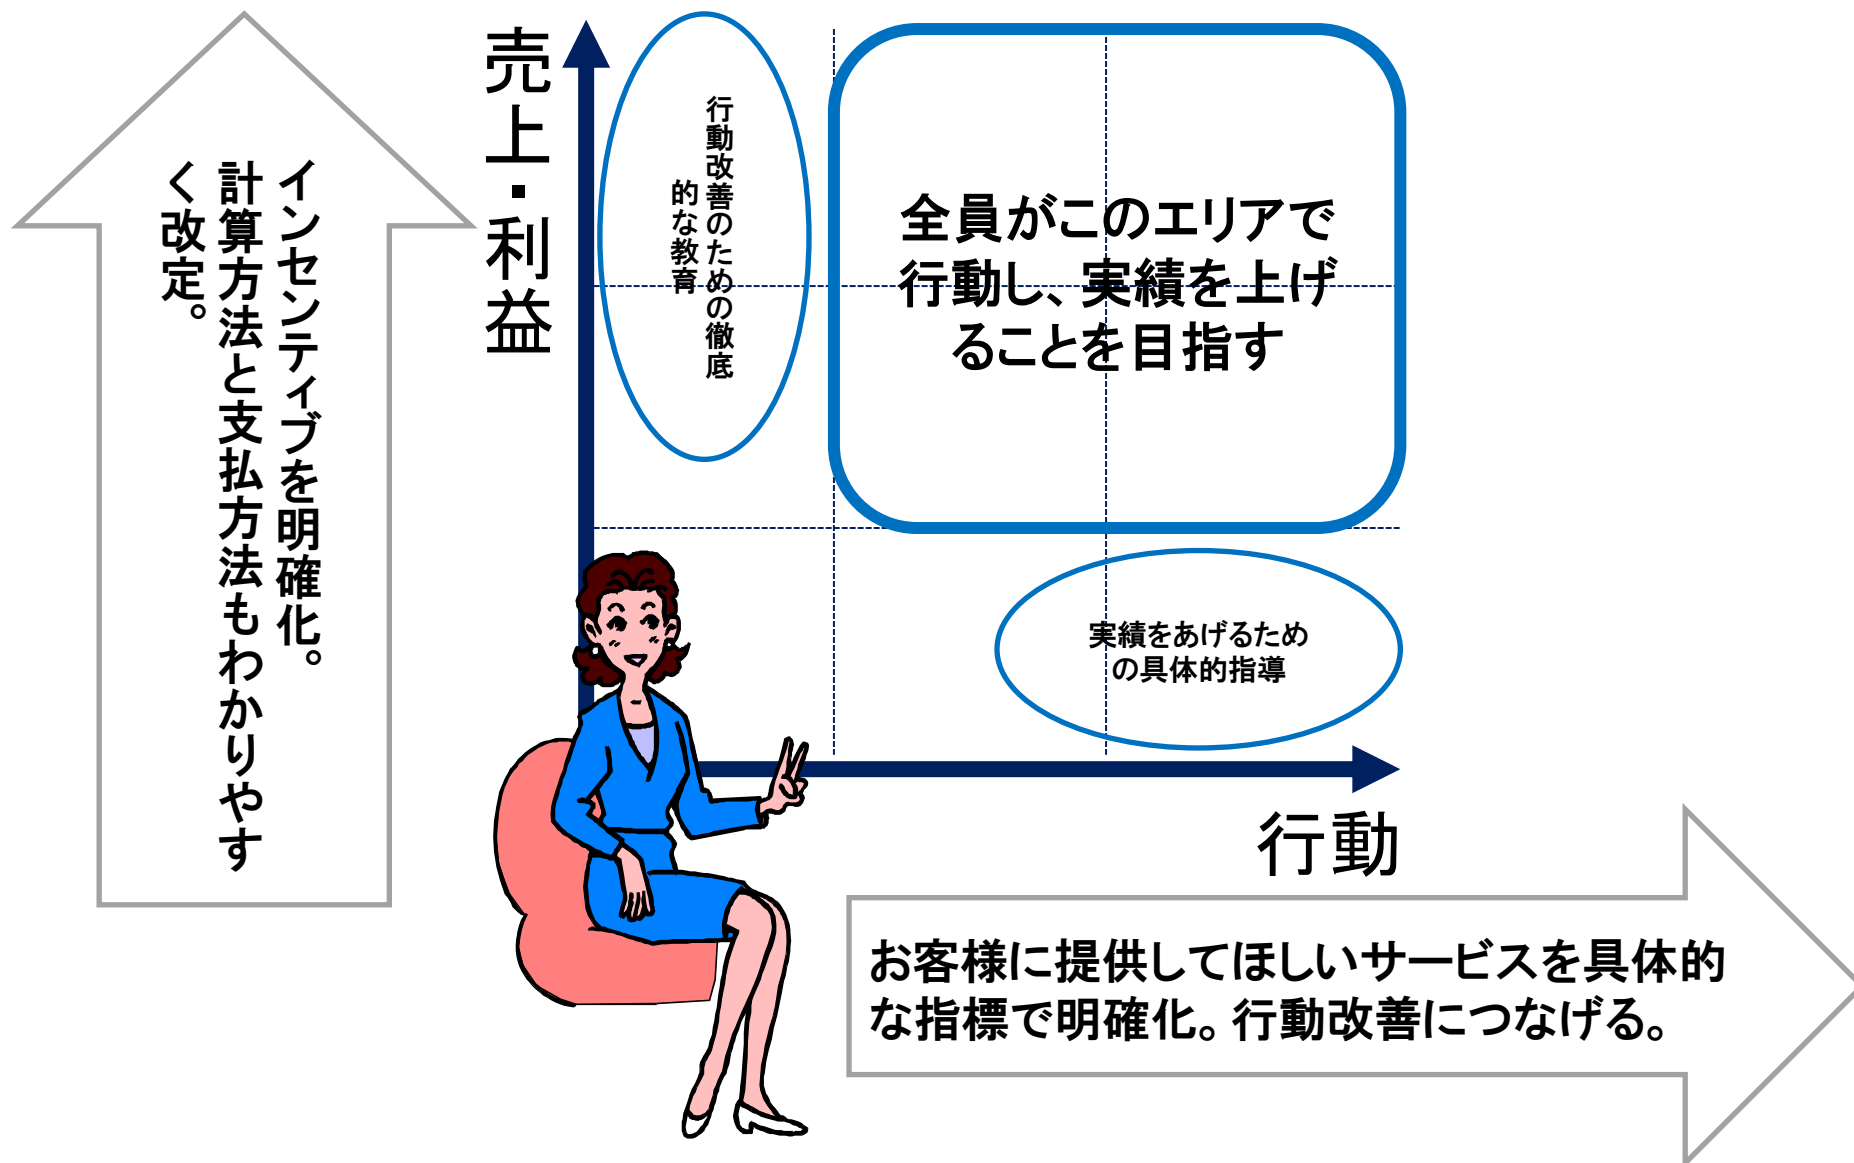 インセンティブを明確化。
計算方法と支払方法もわかりやす
く改定。
売上・利益
行動改善のための徹底
的な教育
全員がこのエリアで
行動し、実績を上げ
ることを目指す
実績をあげるため
の具体的指導
行動
お客様に提供してほしいサービスを具体的
な指標で明確化。行動改善につなげる。